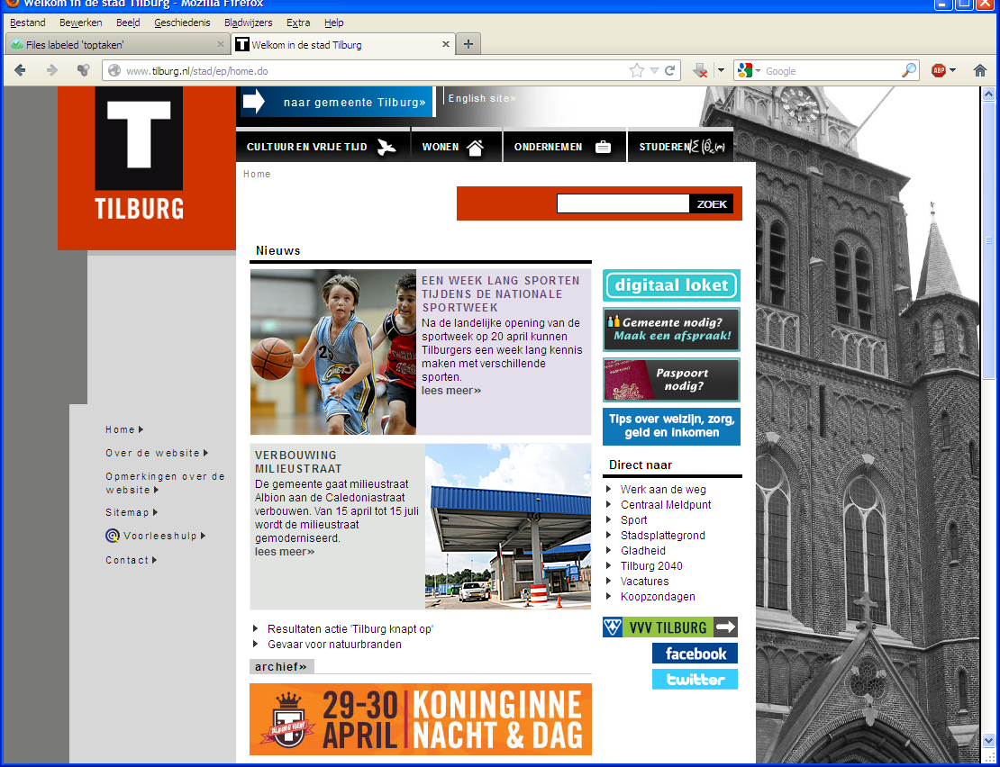 Welkom in de stad Tilburg - Mozilla Firefox
Bestand Bewerken Beeld Geschiedenis Bladwijzers Extra Help
Files labeled 'toptaken'
Welkom in de stad Tilburg
www.tilburg.nl/stad/ep/home.do
Google
ABP
T
TILBURG
naar gemeente Tilburg»
English site»
CULTUUR EN VRIJE TIJD
WONEN
ONDERNEMEN
STUDEREN
Home
ZOEK
Nieuws
EEN WEEK LANG SPORTEN
TIJDENS DE NATIONALE
SPORTWEEK
Na de landelijke opening van de
sportweek op 20 april kunnen
Tilburgers een week lang kennis
maken met verschillende
sporten.
lees meer»
VERBOUWING
MILIEUSTRAAT
De gemeente gaat milieustraat
Albion aan de Caledoniastraat
verbouwen. Van 15 april tot 15 juli
wordt de milieustraat
gemoderniseerd.
lees meer»
Resultaten actie 'Tilburg knapt op'
Gevaar voor natuurbranden
archief»
29-30
APRIL
KONINGINNE
NACHT & DAG
digitaal loket
Gemeente nodig?
Maak een afspraak!
Paspoort
nodig?
Tips over welzijn, zorg,
geld en inkomen
Direct naar
Werk aan de weg
Centraal Meldpunt
Sport
Stadsplattegrond
Gladheid
Tilburg 2040
Vacatures
Koopzondagen
VVV TILBURG
facebook
twitter
Home
Over de website
Opmerkingen over de
website
Sitemap
Voorleeshulp
Contact